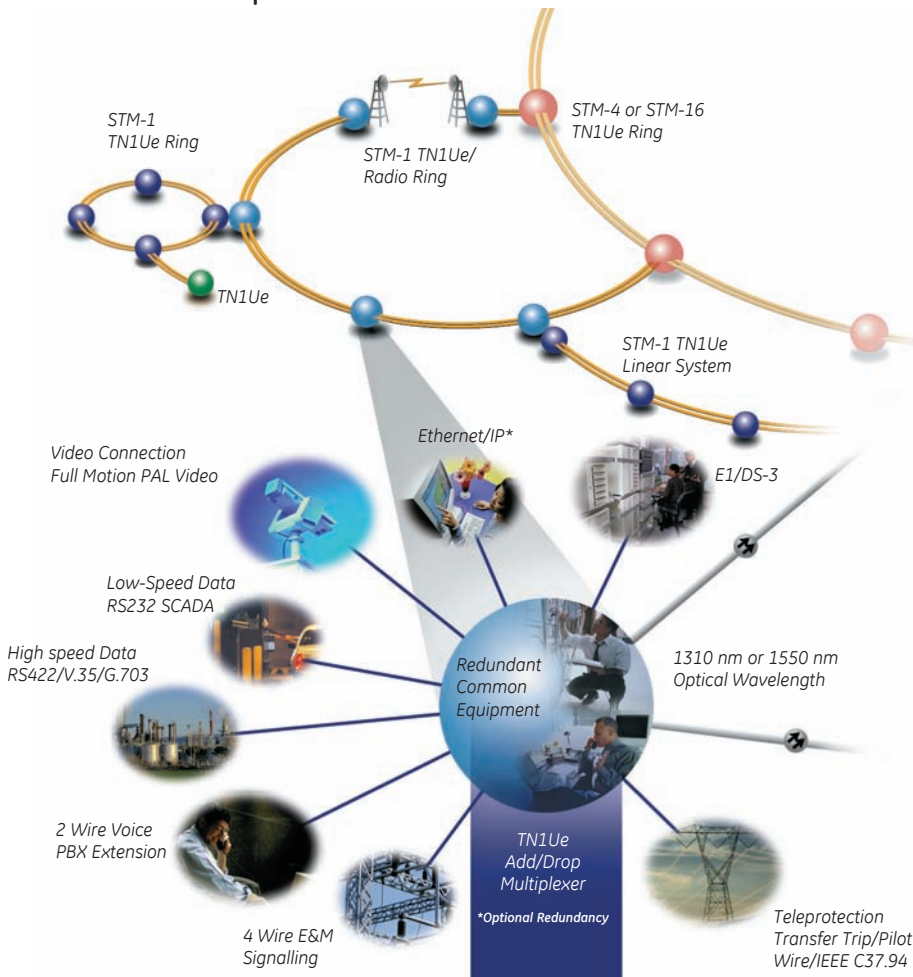 STM-1
TN1Ue Ring
STM-1 TN1Ue/
Radio Ring
STM-4 or STM-16
TN1Ue Ring
TN1Ue
STM-1 TN1Ue
Linear System
Video Connection
Full Motion PAL Video
Ethernet/IP*
E1/DS-3
Low-Speed Data
RS232 SCADA
High speed Data
RS422/V.35/G.703
Redundant
Common
Equipment
1310 nm or 1550 nm
Optical Wavelength
2 Wire Voice
PBX Extension
4 Wire E&M
Signalling
TN1Ue
Add/Drop
Multiplexer
*Optional Redundancy
Teleprotection
Transfer Trip/Pilot
Wire/IEEE C37.94